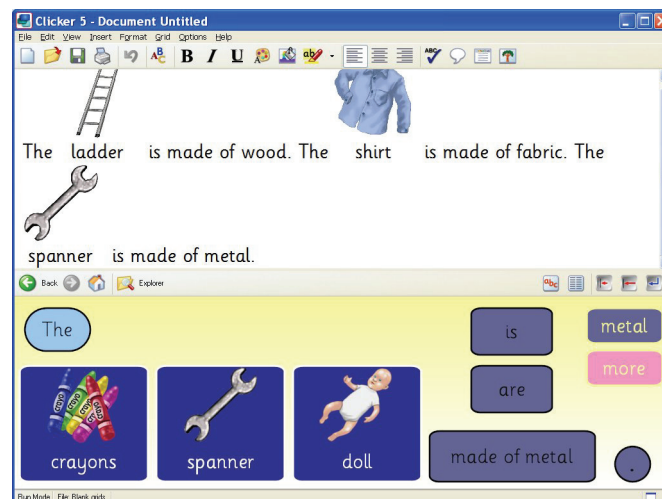 Clicker 5 - Document Untitled
File Edit View Insert Format Grid Options Help
The ladder is made of wood. The shirt is made of fabric. The
spanner is made of metal.
Back Explorer abc
The
is
metal
are
more
crayons spanner doll
made of metal .
Run Mode File: Blank grids